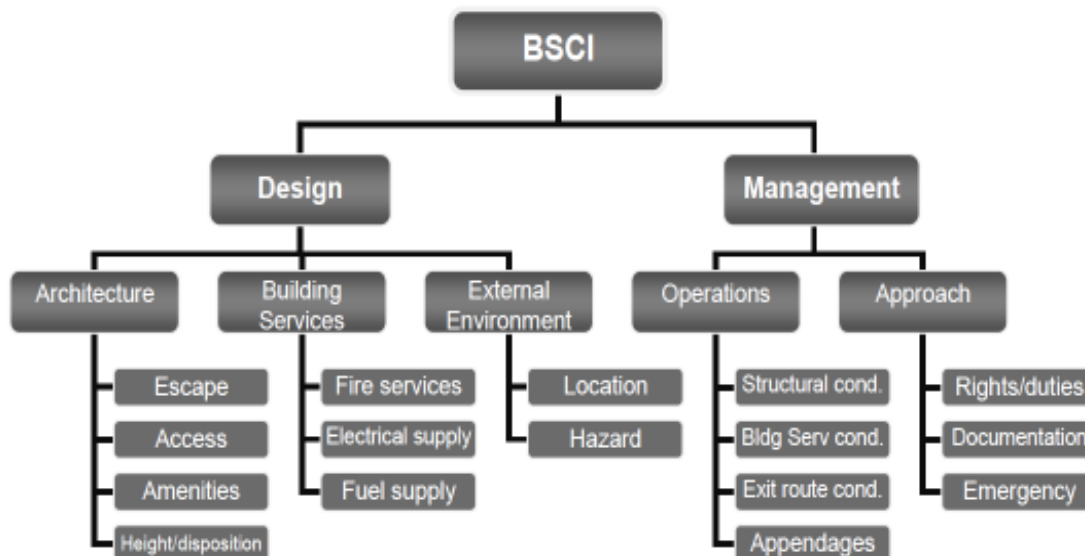 BSCI
Design
Management
Architecture
Building
Services
External
Environment
Operations
Approach
Escape
Access
Amenities
Height/disposition
Fire services
Electrical supply
Fuel supply
Location
Hazard
Structural cond.
Bldg Serv cond.
Exit route cond.
Appendages
Rights/duties
Documentation
Emergency